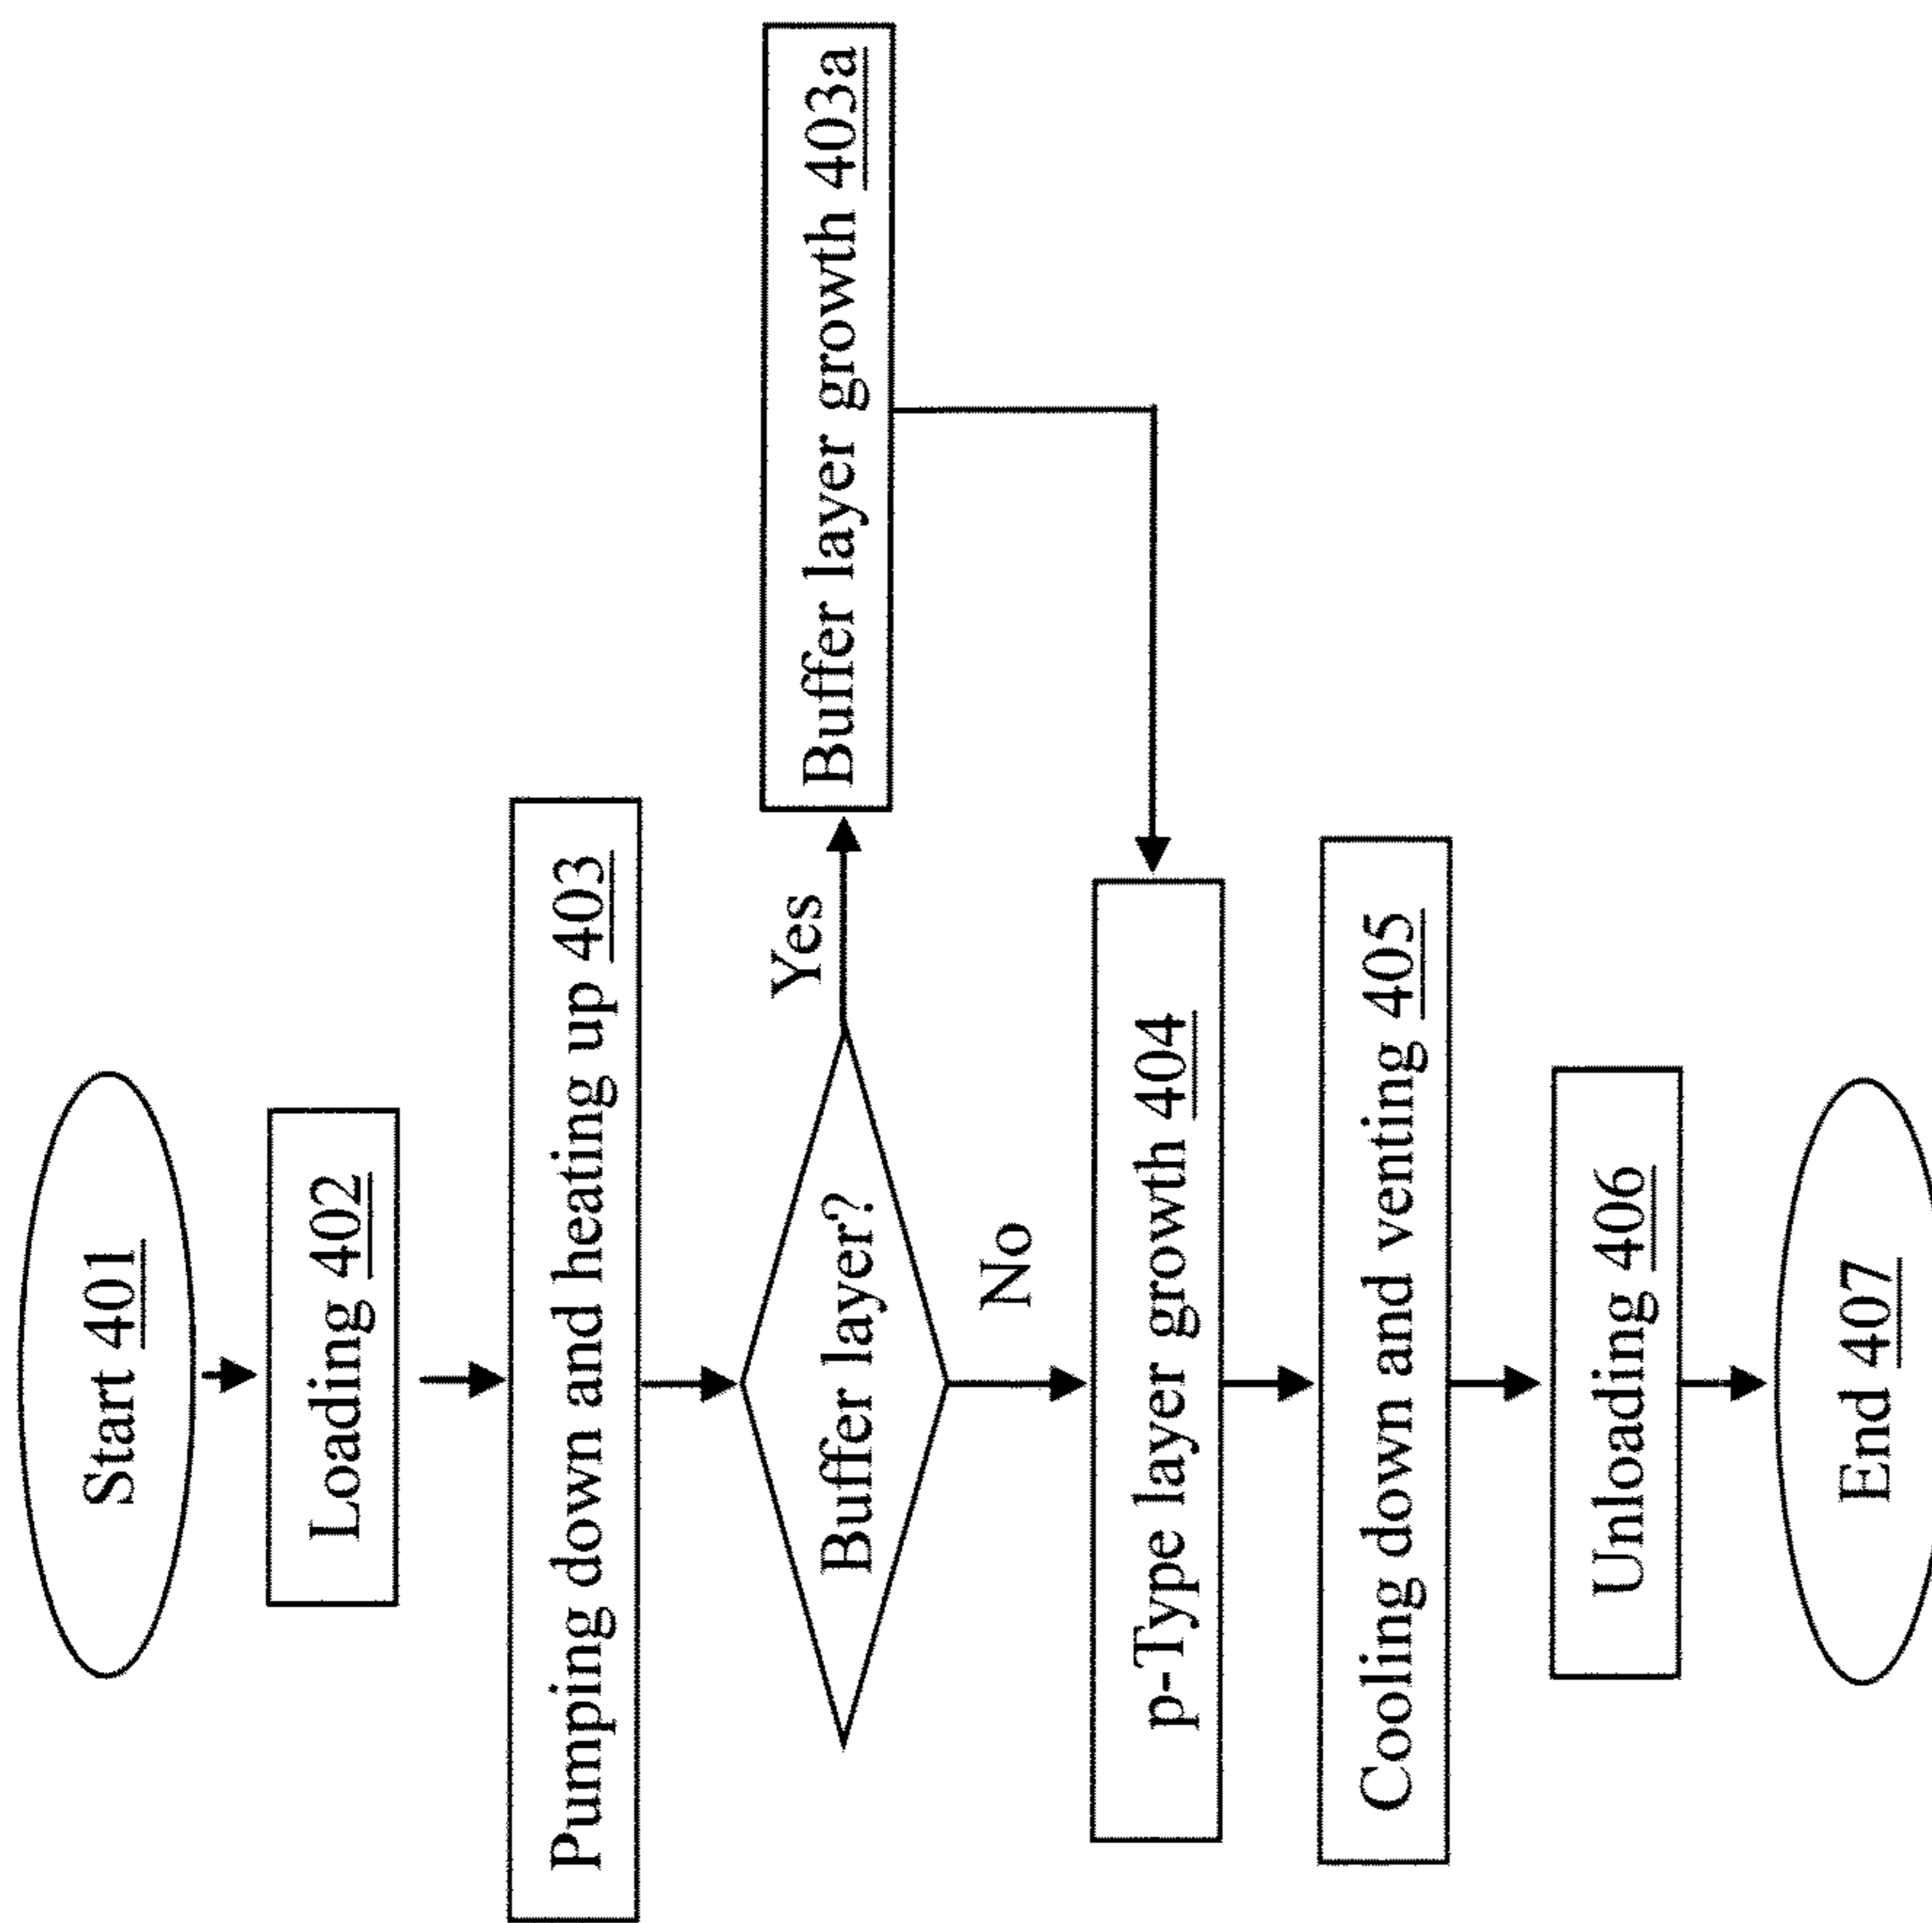 Start 401
Loading 402
Pumping down and heating up 403
Buffer layer?
Yes
Buffer layer growth 403a
No
p-Type layer growth 404
Cooling down and venting 405
Unloading 406
End 407